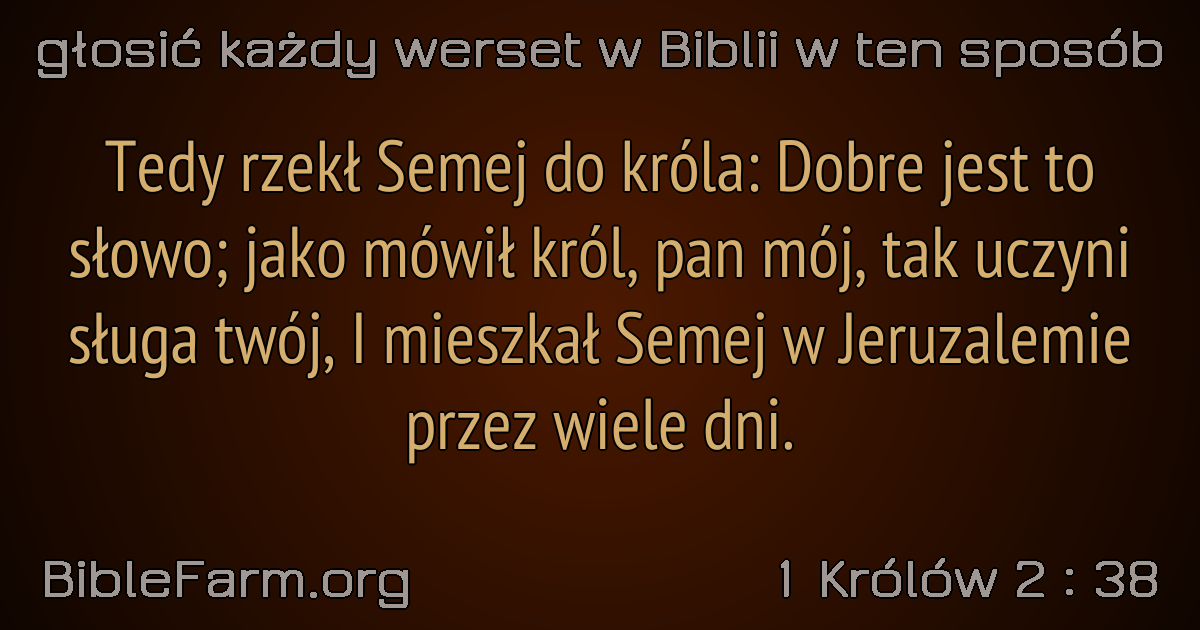 głosić każdy werset w Biblii w ten sposób
Tedy rzekł Semej do króla: Dobre jest to
słowo; jako mówił król, pan mój, tak uczyni
sługa twój, I mieszkał Semej w Jeruzalemie
przez wiele dni.
BibleFarm.org
1 Królów 2 : 38